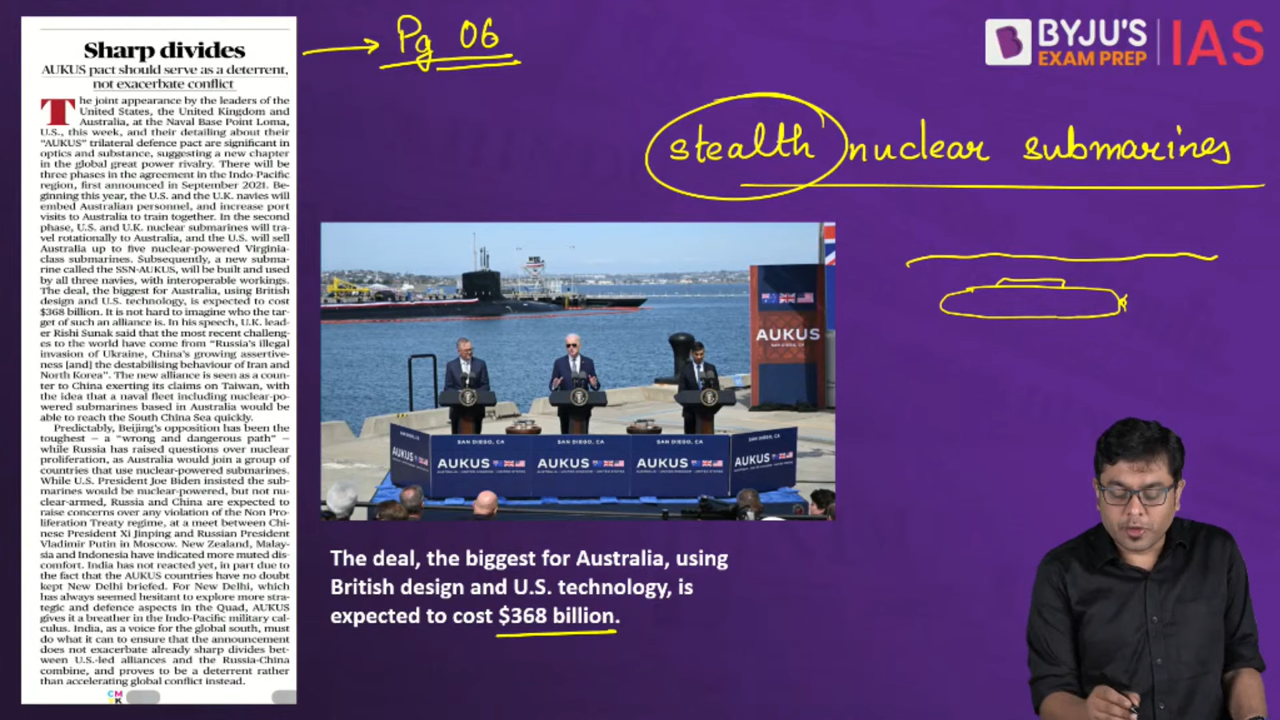 Sharp divides
AUKUS pact should serve as a deterrent,
not exacerbate conflict
The joint appearance by the leaders of the
United States, the United Kingdom and
Australia, at the Naval Base Point Loma,
U.S., this week, and their detailing about their
"AUKUS" trilateral defence pact are significant in
optics and substance, suggesting a new chapter
in the global great power rivalry. There will be
three phases in the agreement in the Indo-Pacific
region, first announced in September 2021. Be-
ginning this year, the U.S. and the U.K. navies will
embed Australian personnel, and increase port
visits to Australia to train together. In the second
phase, U.S. and U.K. nuclear submarines will tra-
vel rotationally to Australia, and the U.S. will sell
Australia up to five nuclear-powered Virginia-
class submarines. Subsequently, a new subma-
rine called the SSN-AUKUS, will be built and used
by all three navies, with interoperable workings.
The deal, the biggest for Australia, using British
design and U.S. technology, is expected to cost
$368 billion. It is not hard to imagine who the tar-
get of such an alliance is. In his speech, U.K. lead-
er Rishi Sunak said that the most recent challeng-
es to the world have come from "Russia's illegal
invasion of Ukraine, China's growing assertive-
ness [and] the destabilising behaviour of Iran and
North Korea". The new alliance is seen as a coun-
ter to China exerting its claims on Taiwan, with
the idea that a naval fleet including nuclear-po-
wered submarines based in Australia would be
able to reach the South China Sea quickly.
Predictably, Beijing's opposition has been the
toughest – a "wrong and dangerous path" –
while Russia has raised questions over nuclear
proliferation, as Australia would join a group of
countries that use nuclear-powered submarines.
While U.S. President Joe Biden insisted the sub-
marines would be nuclear-powered, but not nu-
clear-armed, Russia and China are expected to
raise concerns over any violation of the Non Pro-
liferation Treaty regime, at a meet between Chi-
nese President Xi Jinping and Russian President
Vladimir Putin in Moscow. New Zealand, Malay-
sia and Indonesia have indicated more muted dis-
comfort. India has not reacted yet, in part due to
the fact that the AUKUS countries have no doubt
kept New Delhi briefed. For New Delhi, which
has always seemed hesitant to explore more stra-
tegic and defence aspects in the Quad, AUKUS
gives it a breather in the Indo-Pacific military cal-
culus. India, as a voice for the global south, must
do what it can to ensure that the announcement
does not exacerbate already sharp divides bet-
ween U.S.-led alliances and the Russia-China
combine, and proves to be a deterrent rather
than accelerating global conflict instead.
CM
K
Pg 06
BYJU'S
EXAM PREP
IAS
stealth nuclear submarines
AUKUS
SAN DIEGO, CA
SAN DIEGO, CA
AUKUS
SAN DIEGO, CA
AUKUS
SAN DIEGO, CA
AUKUS
SAN DIEGO, CA
AUKUS
The deal, the biggest for Australia, using
British design and U.S. technology, is
expected to cost $368 billion.